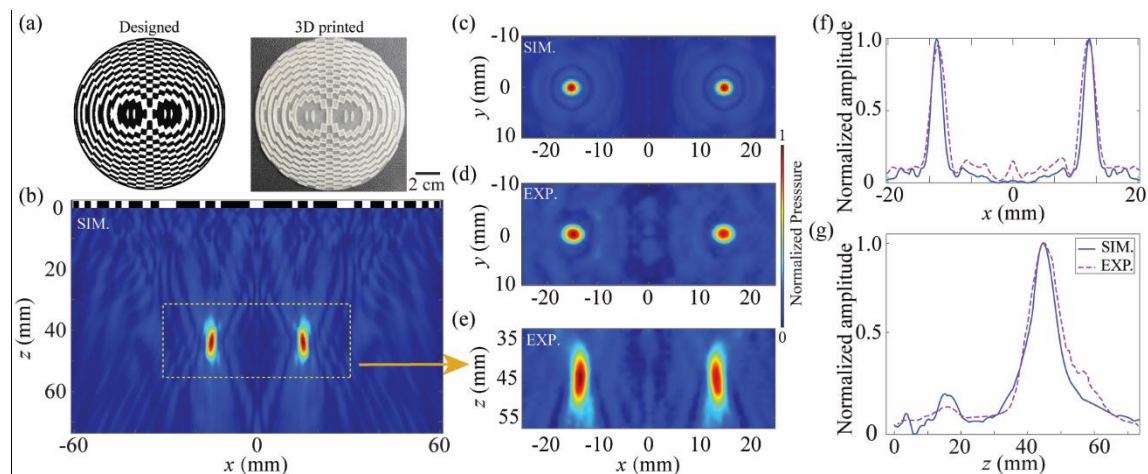 (a)
Designed
3D printed
2 cm
(b)
SIM.
0
20
40
60
z (mm)
-60
0
60
x (mm)
(c)
SIM.
-10
0
10
y (mm)
-20
-10
0
10
20
(d)
EXP.
-10
0
10
y (mm)
-20
-10
0
10
20
1
Normalized Pressure
0
(e)
EXP.
35
45
55
z (mm)
-20
-10
0
10
20
x (mm)
(f)
Normalized amplitude
1.0
0.5
0
-20
-10
0
10
20
x (mm)
(g)
Normalized amplitude
SIM.
EXP.
1.0
0.5
0
0
20
40
60
z (mm)